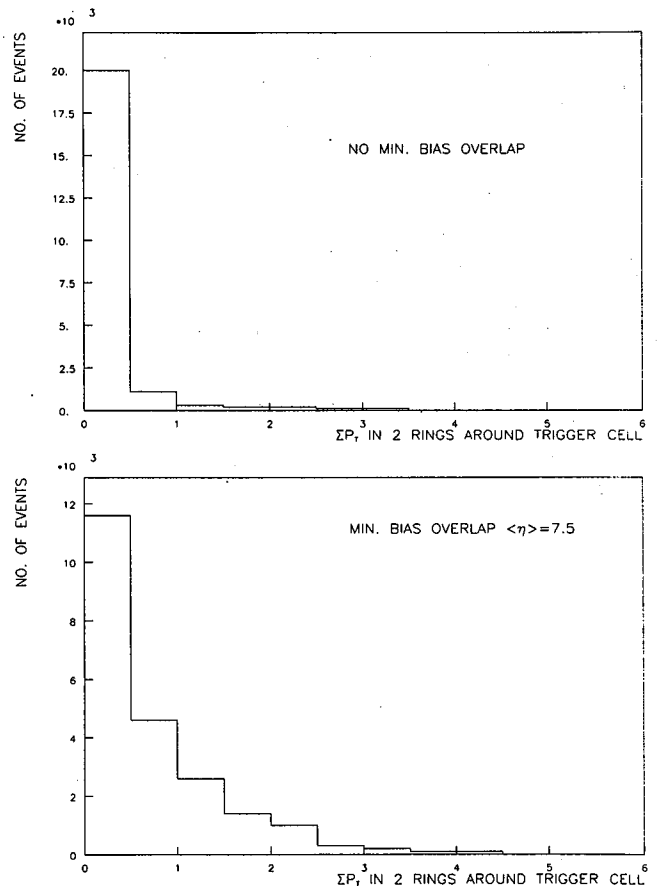 *10 3
NO. OF EVENTS
20.
17.5
15.
12.5
10.
7.5
5.
2.5
0.
NO MIN. BIAS OVERLAP
0 1 2 3 4 5 6
ΣP_T IN 2 RINGS AROUND TRIGGER CELL
*10 3
NO. OF EVENTS
12
10
8
6
4
2
0
MIN. BIAS OVERLAP <η>=7.5
0 1 2 3 4 5 6
ΣP_T IN 2 RINGS AROUND TRIGGER CELL